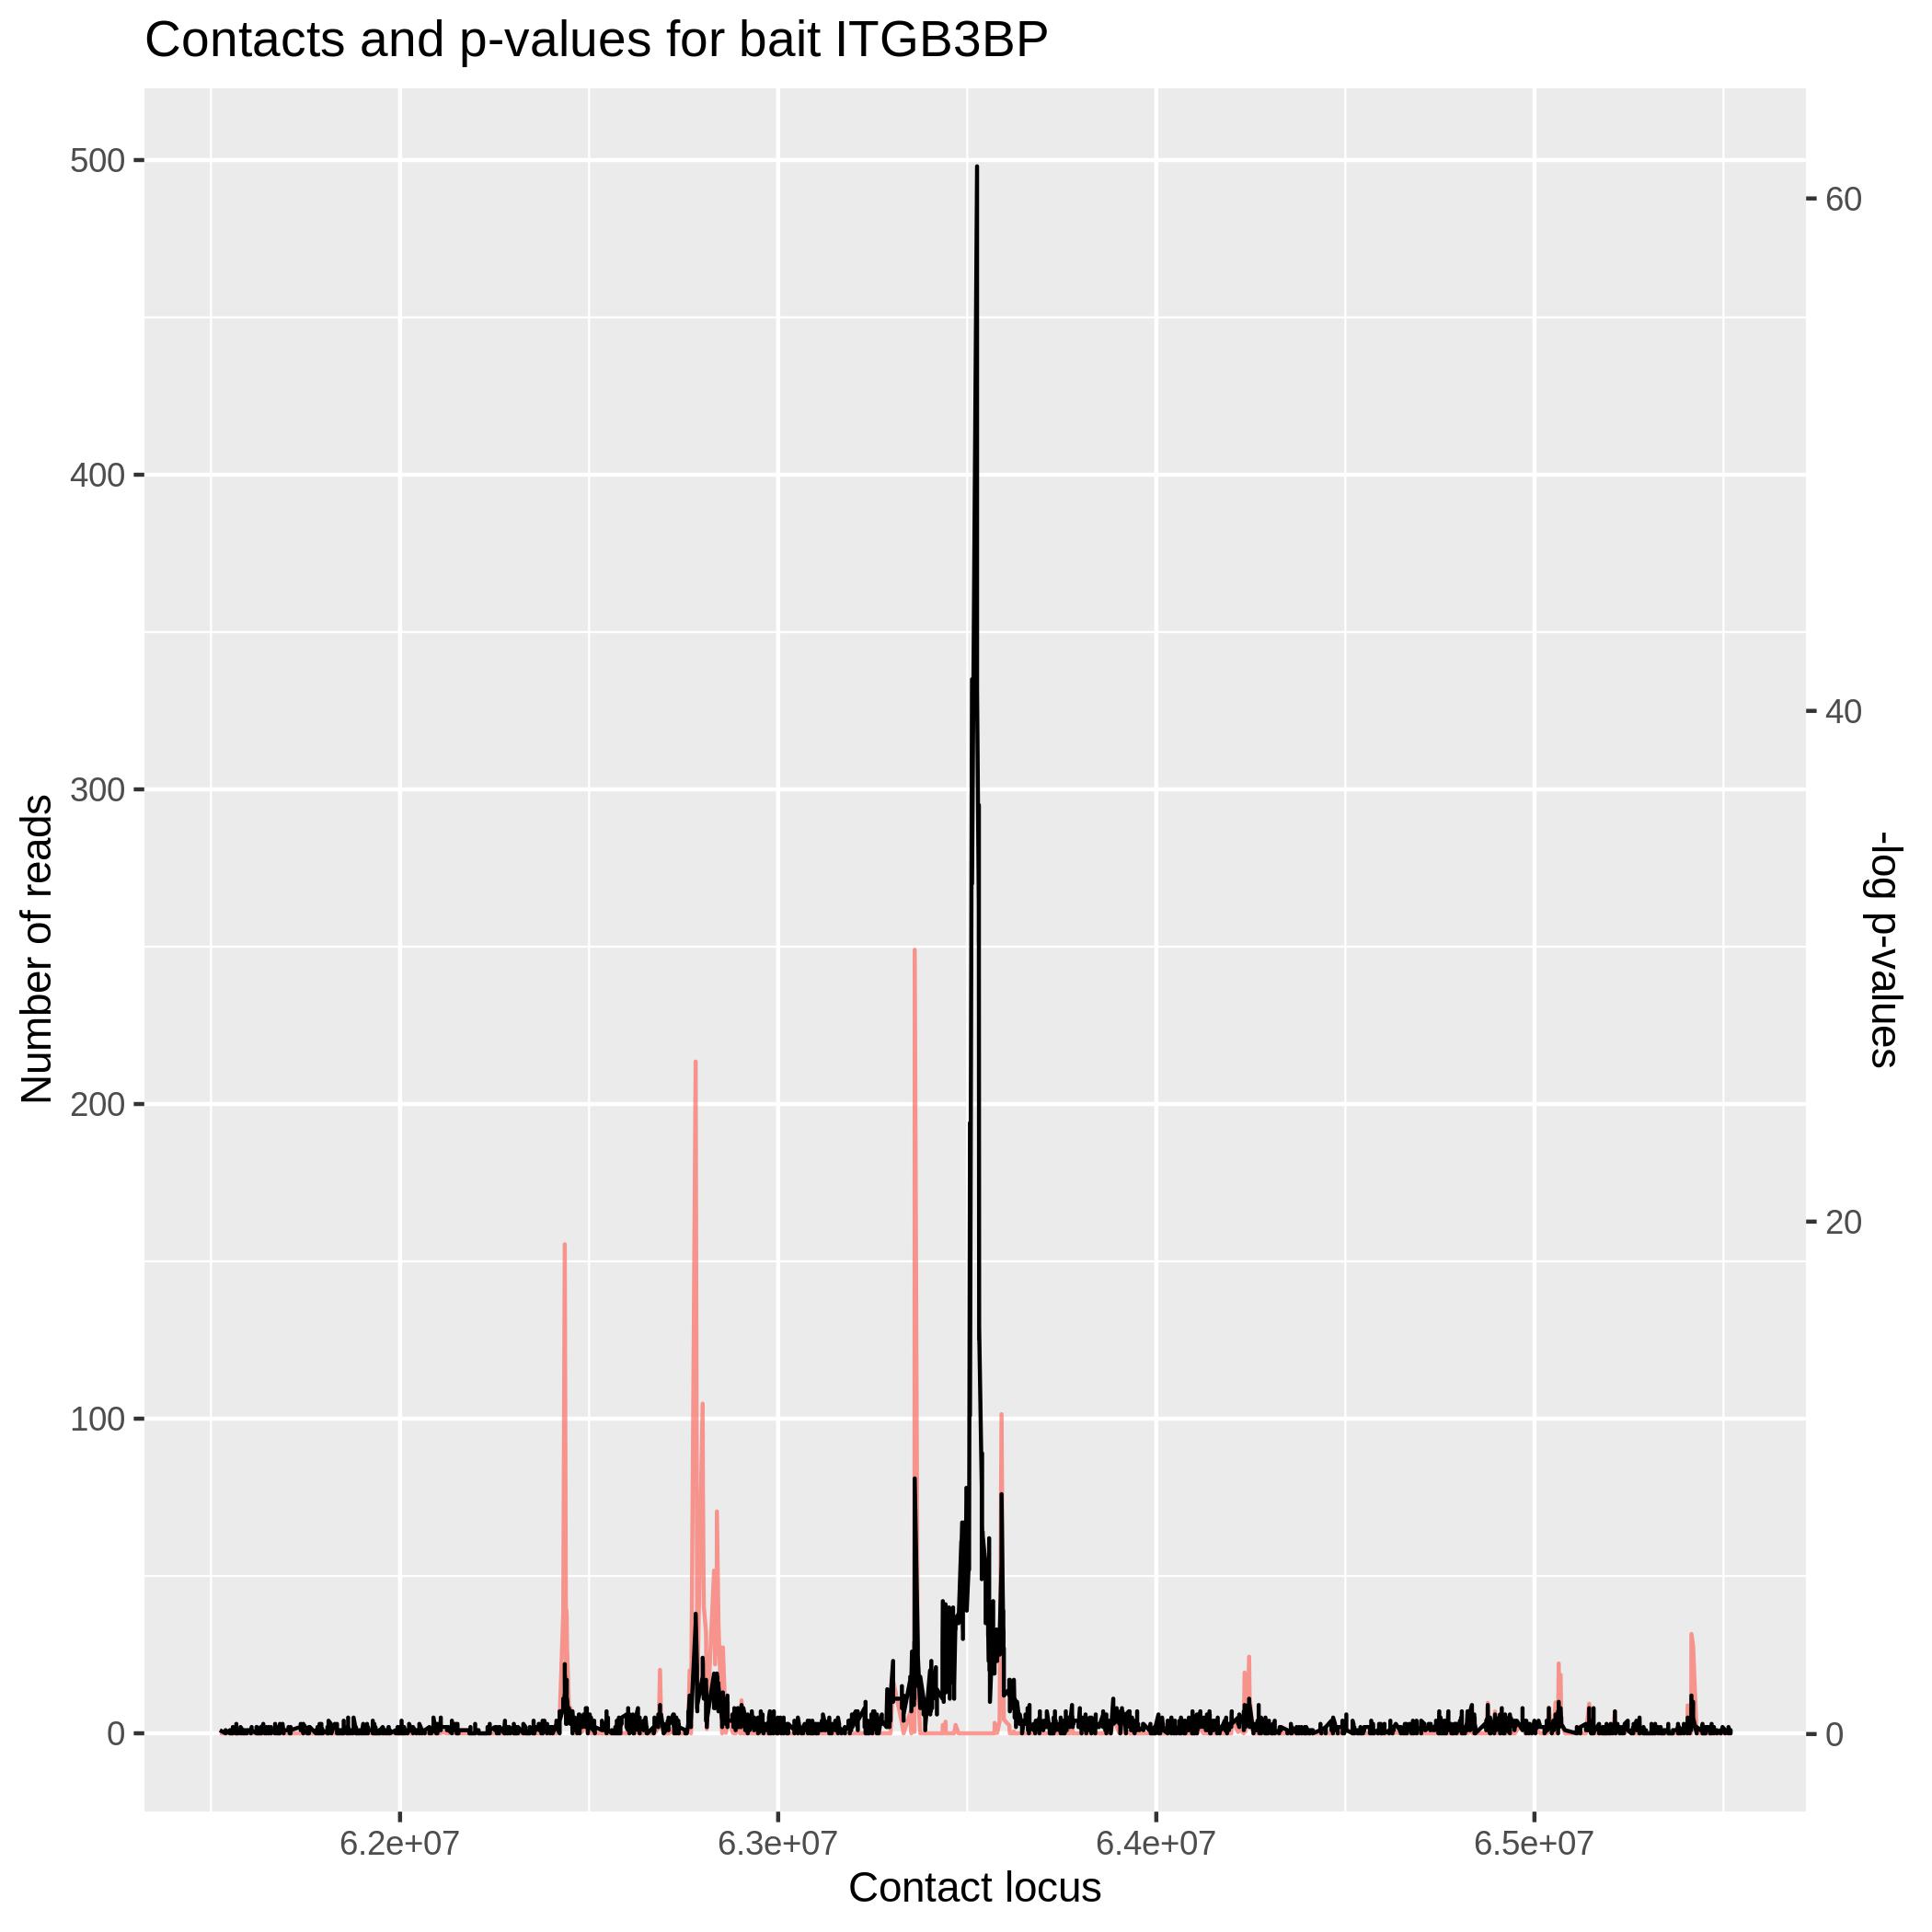 Contacts and p-values for bait ITGB3BP
500
400
300
200
100
0
Number of reads
60
40
20
0
-log p-values
6.2e+07
6.3e+07
6.4e+07
6.5e+07
Contact locus